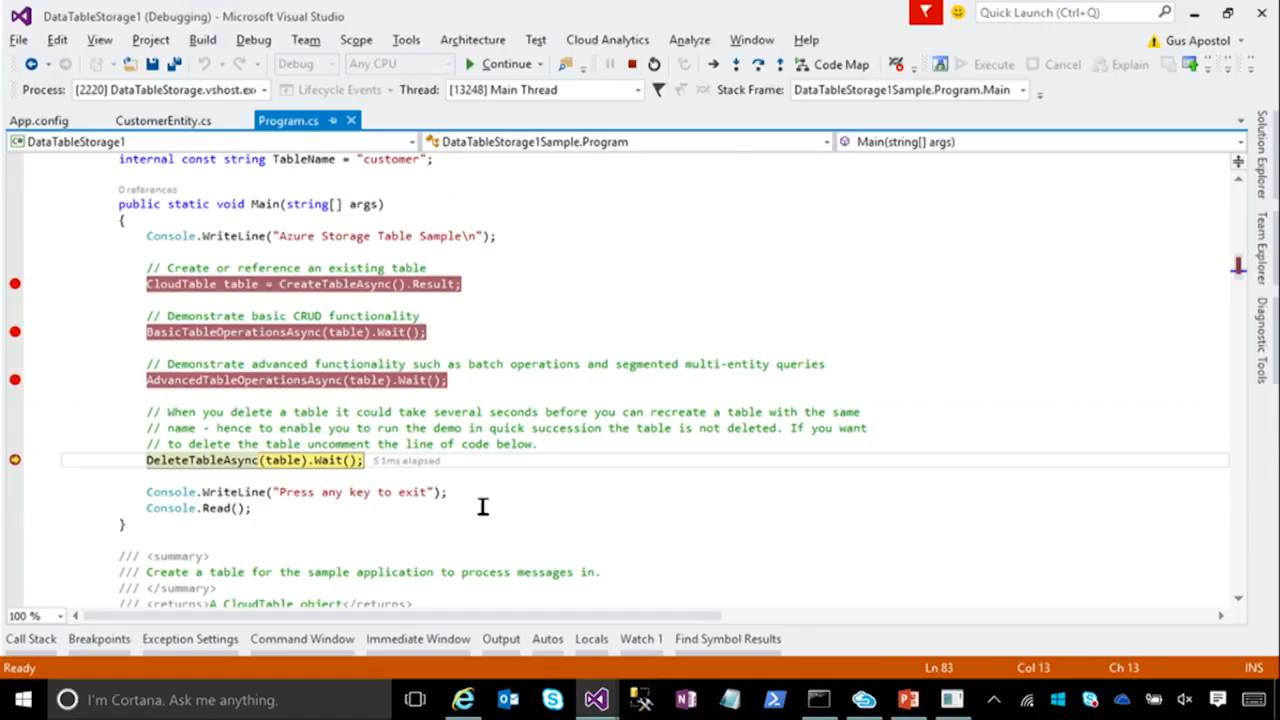 DataTableStorage1 (Debugging) - Microsoft Visual Studio
Quick Launch (Ctrl+Q)
File Edit View Project Build Debug Team Scope Tools Architecture Test Cloud Analytics Analyze Window Help
Gus Apostol
Debug Any CPU Continue Code Map Execute Cancel Explain
Process: [2220] DataTableStorage.vshost.ex Lifecycle Events Thread: [13248] Main Thread Stack Frame: DataTableStorage1Sample.Program.Main
App.config CustomerEntity.cs Program.cs
DataTableStorage1 DataTableStorage1Sample.Program Main(string[] args)
internal const string TableName = "customer";
0 references
public static void Main(string[] args)
{
Console.WriteLine("Azure Storage Table Sample\n");
// Create or reference an existing table
CloudTable table = CreateTableAsync().Result;
// Demonstrate basic CRUD functionality
BasicTableOperationsAsync(table).Wait();
// Demonstrate advanced functionality such as batch operations and segmented multi-entity queries
AdvancedTableOperationsAsync(table).Wait();
// When you delete a table it could take several seconds before you can recreate a table with the same
// name - hence to enable you to run the demo in quick succession the table is not deleted. If you want
// to delete the table uncomment the line of code below.
DeleteTableAsync(table).Wait(); ≤1ms elapsed
Console.WriteLine("Press any key to exit");
Console.Read();
}
/// <summary>
/// Create a table for the sample application to process messages in.
/// </summary>
/// <returns>A CloudTable object</returns>
Solution Explorer
Team Explorer
Diagnostic Tools
100 %
Call Stack Breakpoints Exception Settings Command Window Immediate Window Output Autos Locals Watch 1 Find Symbol Results
Ready Ln 83 Col 13 Ch 13 INS
I'm Cortana. Ask me anything.